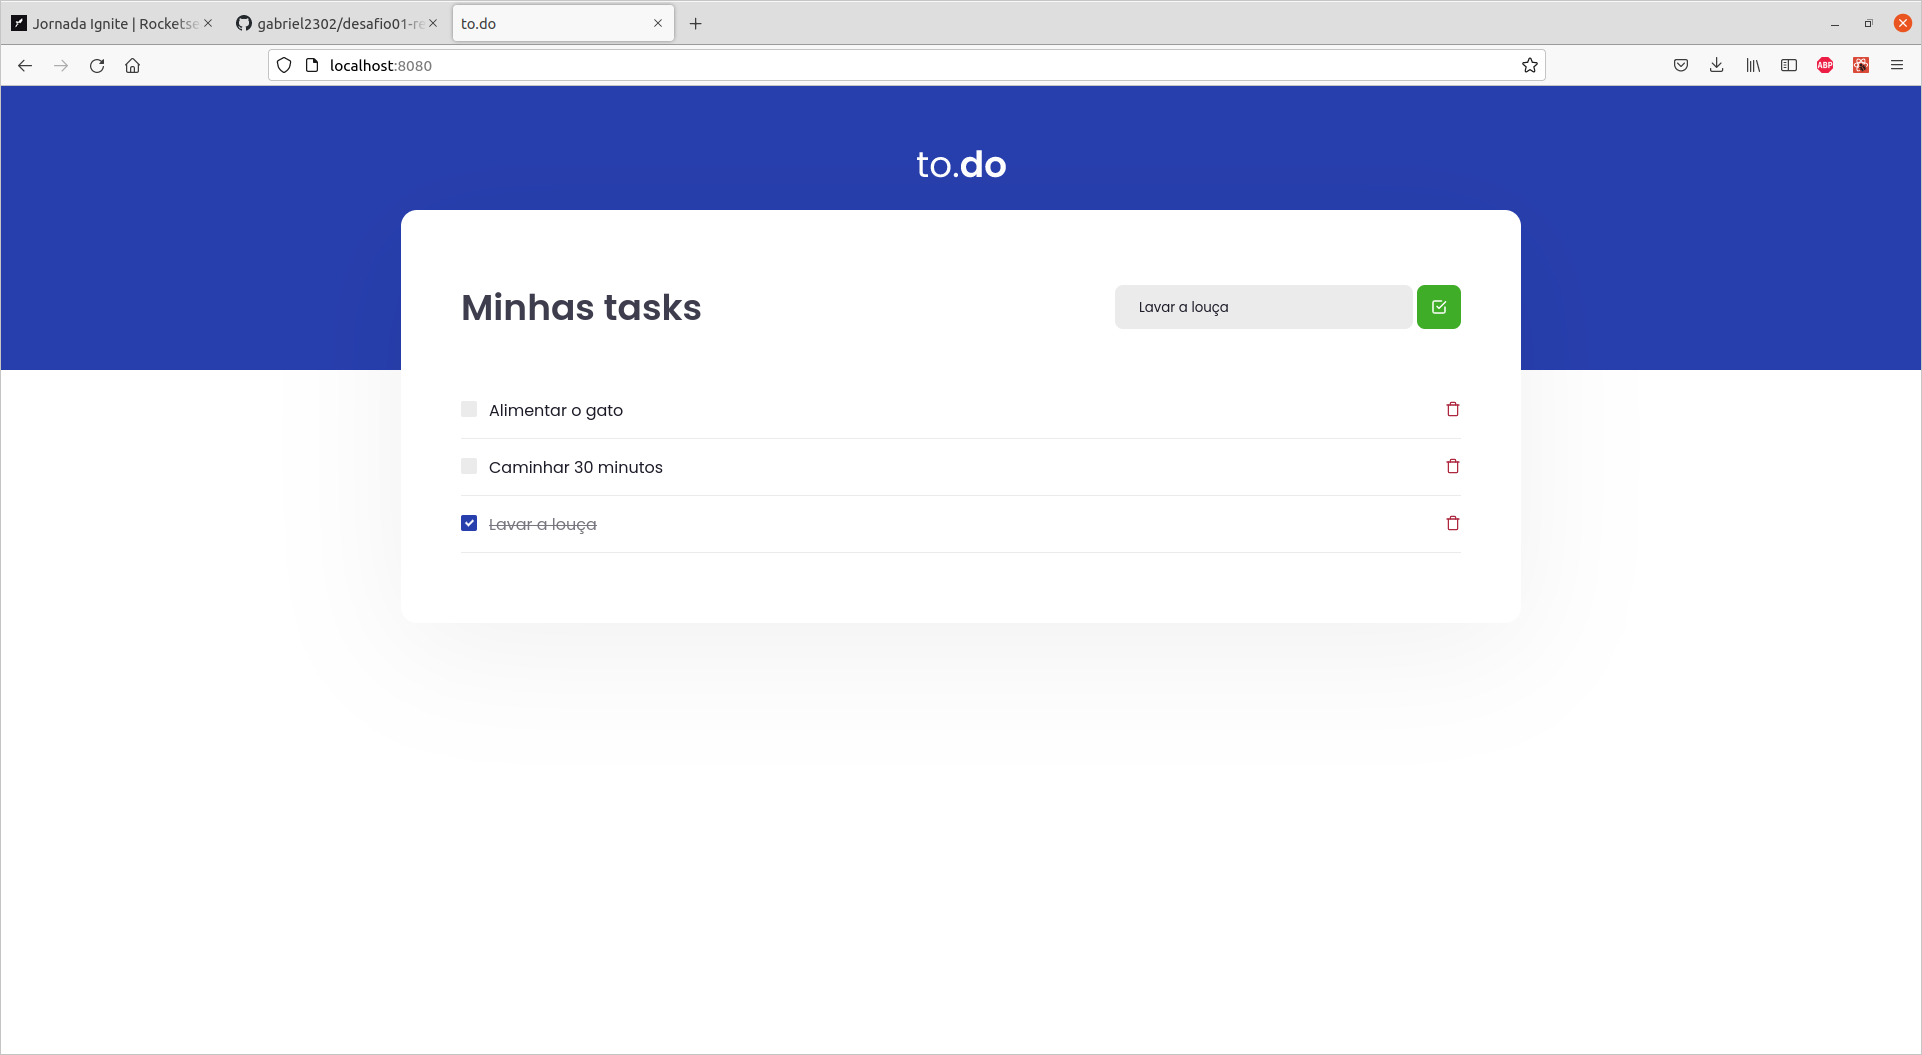 Jornada Ignite | Rocketse
gabriel2302/desafio01-re
to.do
localhost:8080
ABP
to.do
Minhas tasks
Lavar a louça
Alimentar o gato
Caminhar 30 minutos
Lavar a louça